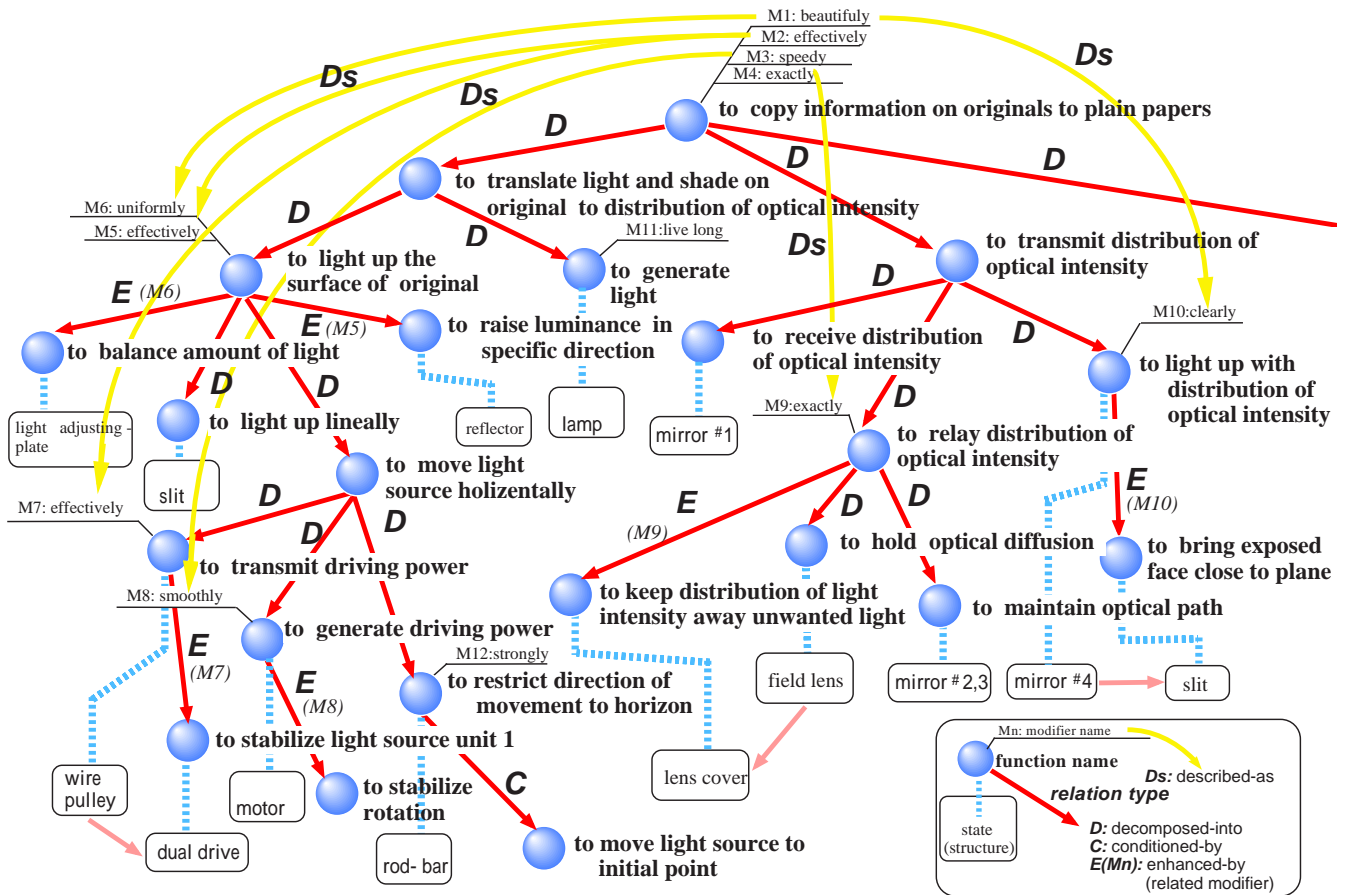 M1: beautifuly
M2: effectively
M3: speedy
M4: exactly
Ds
Ds
Ds
to copy information on originals to plain papers
D
D
D
to translate light and shade on
original to distribution of optical intensity
M6: uniformly
M5: effectively
D
D
M11:live long
Ds
to light up the
surface of original
to generate
light
to transmit distribution of
optical intensity
E (M6)
E (M5)
D
D
M10:clearly
to balance amount of light
to raise luminance in
specific direction
to receive distribution
of optical intensity
to light up with
distribution of
optical intensity
D
D
D
M9:exactly
light adjusting -
plate
to light up lineally
reflector
lamp
mirror #1
slit
to move light
source holizentally
to relay distribution of
optical intensity
M7: effectively
D
D
D
E
(M9)
D
D
E
(M10)
to transmit driving power
to hold optical diffusion
to bring exposed
face close to plane
M8: smoothly
to generate driving power
to keep distribution of light
intensity away unwanted light
to maintain optical path
E
(M7)
E
(M8)
M12:strongly
to restrict direction of
movement to horizon
field lens
mirror #2,3
mirror #4
slit
to stabilize light source unit 1
wire
pulley
motor
to stabilize
rotation
C
lens cover
dual drive
rod- bar
to move light source to
initial point
Mn: modifier name
function name
Ds: described-as
relation type
state
(structure)
D: decomposed-into
C: conditioned-by
E(Mn): enhanced-by
(related modifier)